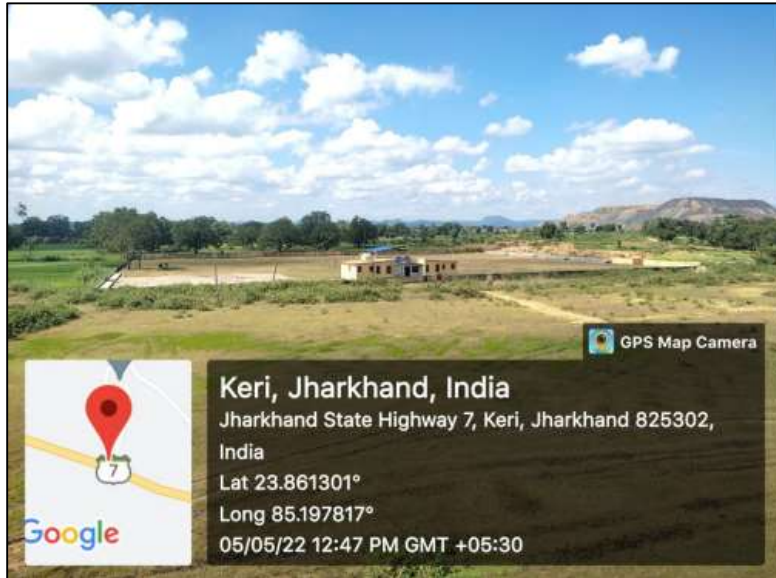 GPS Map Camera
Keri, Jharkhand, India
Jharkhand State Highway 7, Keri, Jharkhand 825302,
India
Lat 23.861301°
Long 85.197817°
05/05/22 12:47 PM GMT +05:30
7
Google